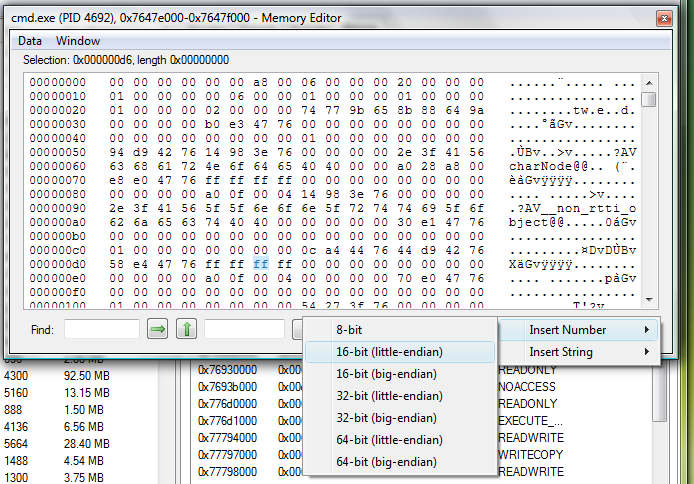 cmd.exe (PID 4692), 0x7647e000-0x7647f000 - Memory Editor
Data Window
Selection: 0x000000d6, length 0x00000000
00000000 00 00 00 00 00 00 a8 00 06 00 00 00 20 00 00 00 ......¨..... ...
00000010 01 00 00 00 00 06 00 00 01 00 00 00 01 00 00 00 ................
00000020 01 00 00 00 02 00 00 00 74 77 9b 65 8b 88 64 9a ........tw.e..d.
00000030 00 00 00 00 b0 e3 47 76 00 00 00 00 00 00 00 00 ....°ãGv........
00000040 00 00 00 00 00 00 00 00 01 00 00 00 00 00 00 00 ................
00000050 94 d9 42 76 14 98 3e 76 00 00 00 00 2e 3f 41 56 .ÙBv..>v.....?AV
00000060 63 68 61 72 4e 6f 64 65 40 40 00 00 a0 28 a8 00 charNode@@.. (¨.
00000070 e8 e0 47 76 ff ff ff ff 00 00 00 00 00 00 00 00 èàGvÿÿÿÿ........
00000080 00 00 00 00 a0 0f 00 04 14 98 3e 76 00 00 00 00 .... .....>v....
00000090 2e 3f 41 56 5f 5f 6e 6f 6e 5f 72 74 74 69 5f 6f .?AV__non_rtti_o
000000a0 62 6a 65 63 74 40 40 00 00 00 00 00 30 e1 47 76 bject@@.....0áGv
000000b0 00 00 00 00 00 00 00 00 00 00 00 00 00 00 00 00 ................
000000c0 01 00 00 00 00 00 00 00 0c a4 44 76 44 d9 42 76 .........¤DvDÙBv
000000d0 58 e4 47 76 ff ff ff ff 00 00 00 00 00 00 00 00 XäGvÿÿÿÿ........
000000e0 00 00 00 00 a0 0f 00 00 04 00 00 00 70 e0 47 76 .... .......pàGv
000000f0 00 00 00 00 00 00 00 00 00 00 00 00 00 00 00 00 ................
00000100 01 00 00 00 00 00 00 00 54 27 3f 76 00 00 00 00 ........T'?v....
Find:
8-bit
16-bit (little-endian)
16-bit (big-endian)
32-bit (little-endian)
32-bit (big-endian)
64-bit (little-endian)
64-bit (big-endian)
Insert Number
Insert String
4300 92.50 MB
5160 13.15 MB
888 1.50 MB
4136 6.56 MB
5664 28.40 MB
1488 4.54 MB
1300 3.75 MB
0x76930000 READONLY
0x7693b000 NOACCESS
0x776d0000 READONLY
0x776d1000 EXECUTE_...
0x77794000 READWRITE
0x77797000 WRITECOPY
0x77798000 READWRITE